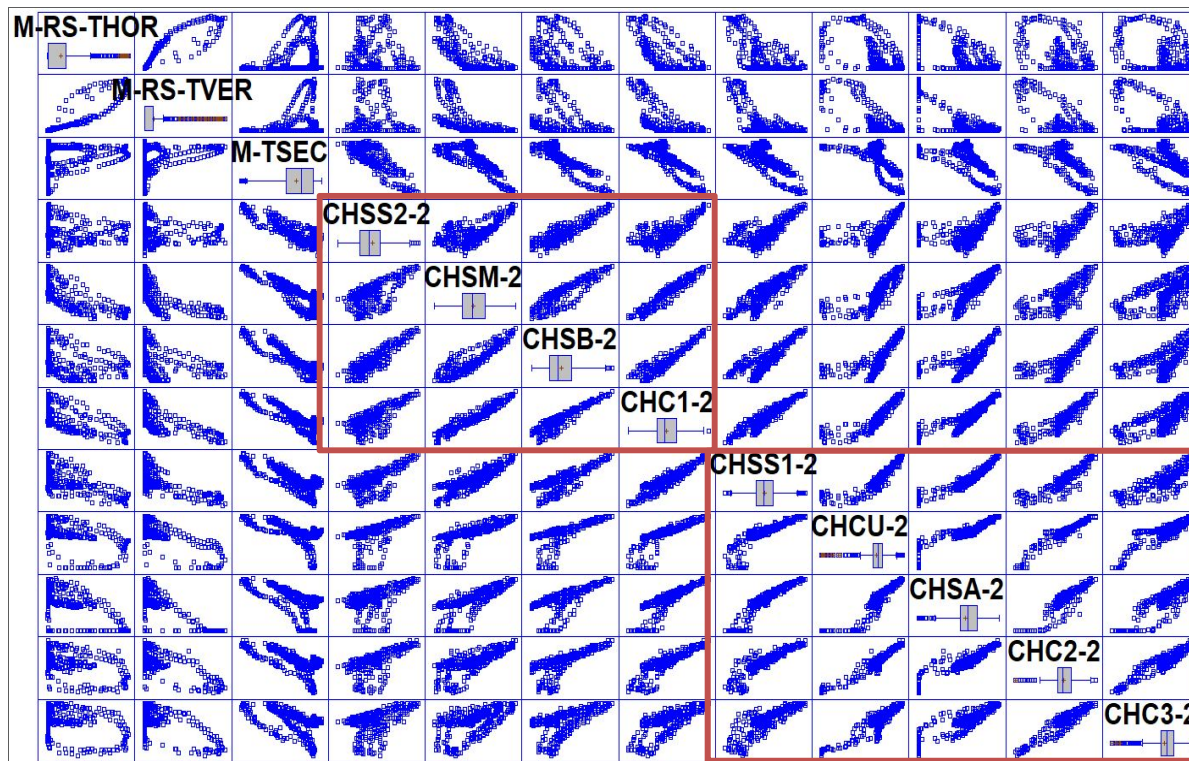 M-RS-THOR
M-RS-TVER
M-TSEC
CHSS2-2
CHSM-2
CHSB-2
CHC1-2
CHSS1-2
CHCU-2
CHSA-2
CHC2-2
CHC3-2